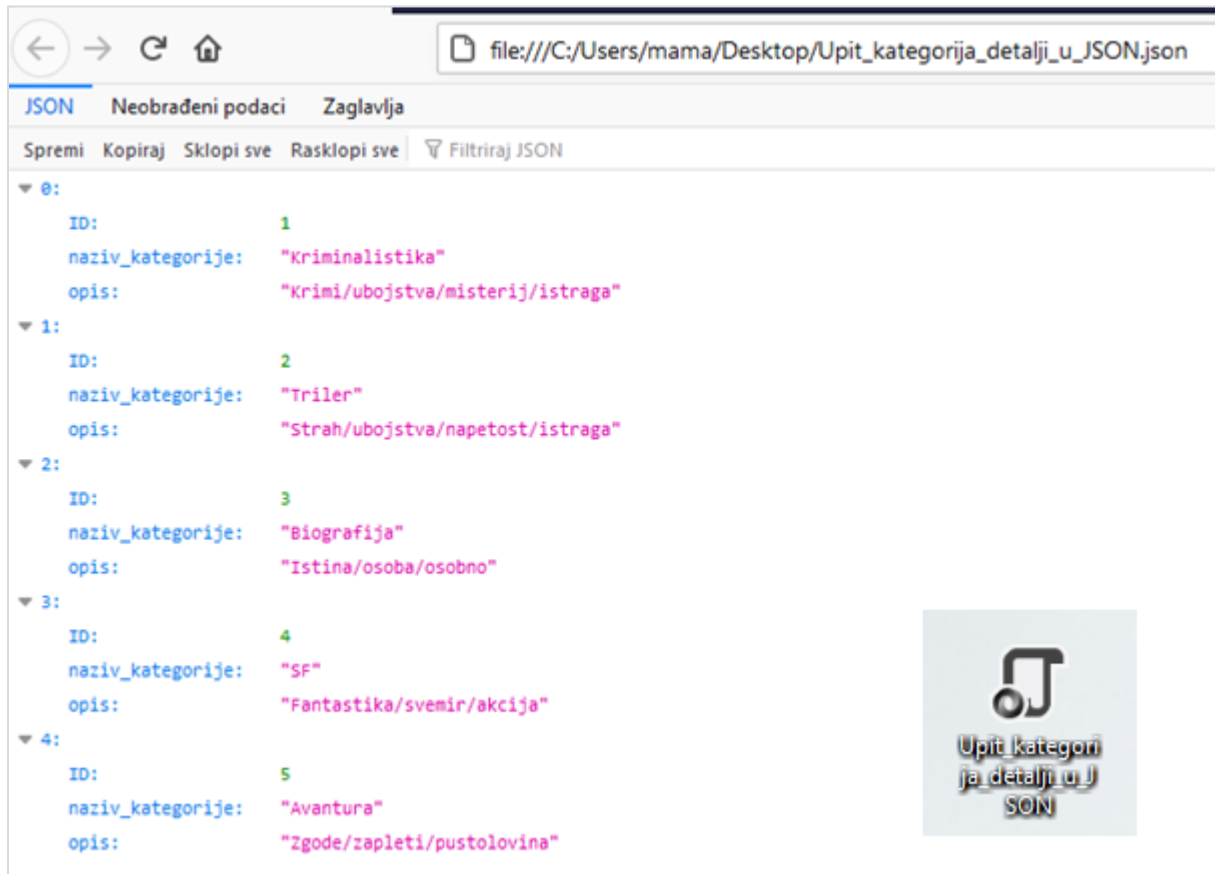 file:///C:/Users/mama/Desktop/Upit_kategorija_detalji_u_JSON.json
JSON Neobrađeni podaci Zaglavlja
Spremi Kopiraj Sklopi sve Rasklopi sve Filtriraj JSON
0:
ID: 1
naziv_kategorije: "Kriminalistika"
opis: "Krimi/ubojstva/misterij/istraga"
1:
ID: 2
naziv_kategorije: "Triler"
opis: "Strah/ubojstva/napetost/istraga"
2:
ID: 3
naziv_kategorije: "Biografija"
opis: "Istina/osoba/osobno"
3:
ID: 4
naziv_kategorije: "SF"
opis: "Fantastika/svemir/akcija"
4:
ID: 5
naziv_kategorije: "Avantura"
opis: "Zgode/zapleti/pustolovina"
Upit_kategori
ja_detalji_u_J
SON